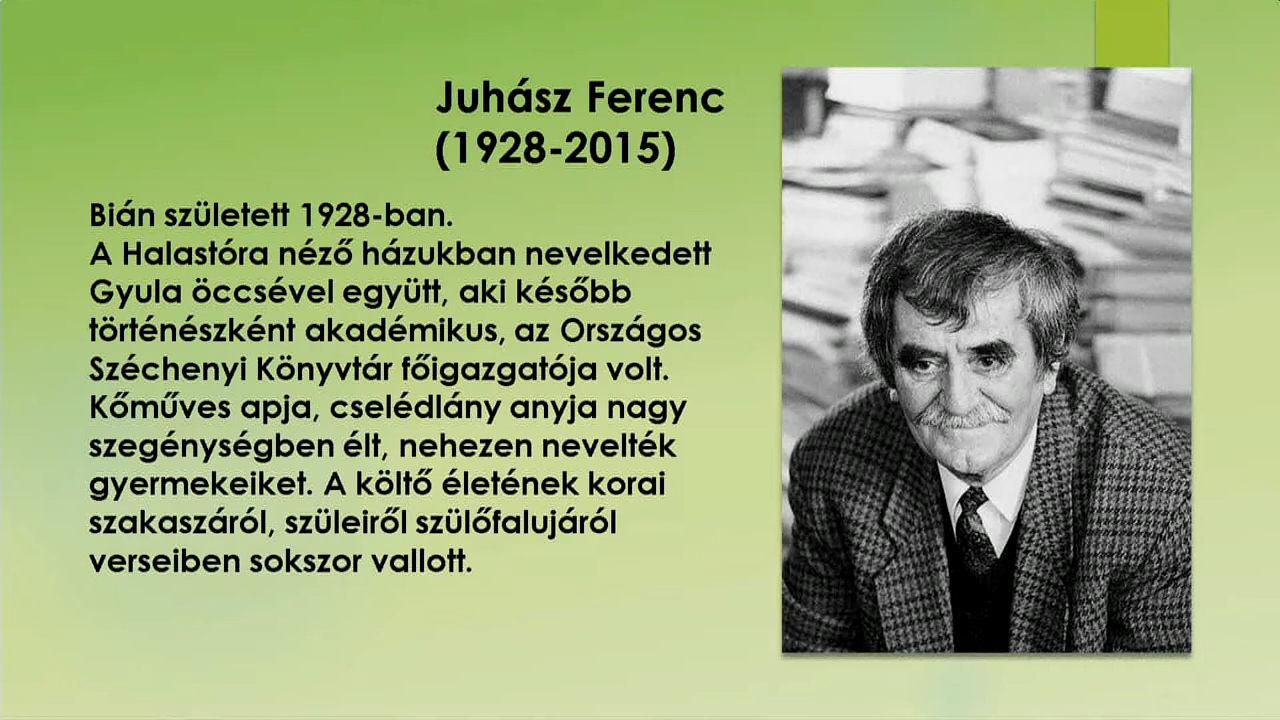 Juhász Ferenc
(1928-2015)
Bián született 1928-ban.
A Halastóra néző házukban nevelkedett
Gyula öccsével együtt, aki később
történészként akadémikus, az Országos
Széchenyi Könyvtár főigazgatója volt.
Kőműves apja, cselédlány anyja nagy
szegénységben élt, nehezen nevelték
gyermekeiket. A költő életének korai
szakaszáról, szüleiről szülőfalujáról
verseiben sokszor vallott.